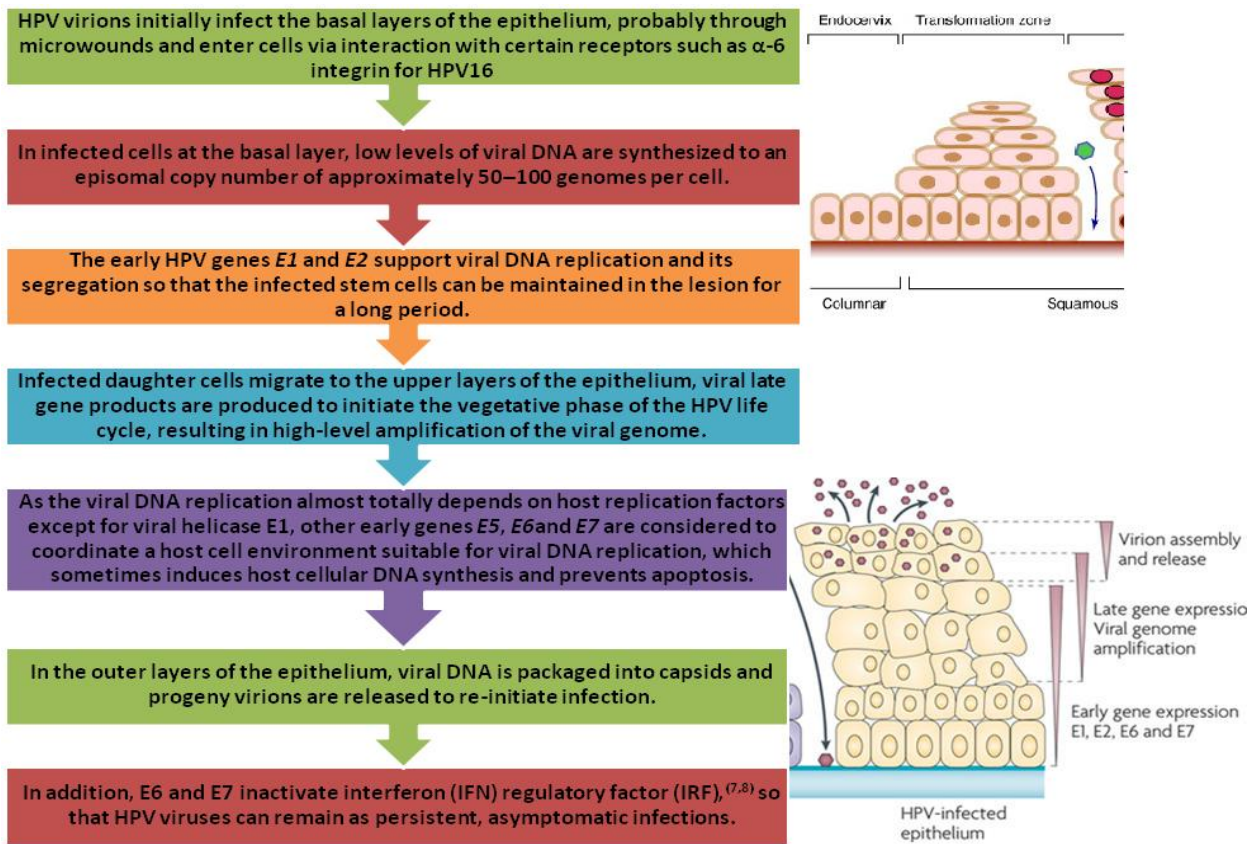 HPV virions initially infect the basal layers of the epithelium, probably through
microwounds and enter cells via interaction with certain receptors such as α-6
integrin for HPV16
In infected cells at the basal layer, low levels of viral DNA are synthesized to an
episomal copy number of approximately 50–100 genomes per cell.
The early HPV genes E1 and E2 support viral DNA replication and its
segregation so that the infected stem cells can be maintained in the lesion for
a long period.
Infected daughter cells migrate to the upper layers of the epithelium, viral late
gene products are produced to initiate the vegetative phase of the HPV life
cycle, resulting in high-level amplification of the viral genome.
As the viral DNA replication almost totally depends on host replication factors
except for viral helicase E1, other early genes E5, E6and E7 are considered to
coordinate a host cell environment suitable for viral DNA replication, which
sometimes induces host cellular DNA synthesis and prevents apoptosis.
In the outer layers of the epithelium, viral DNA is packaged into capsids and
progeny virions are released to re-initiate infection.
In addition, E6 and E7 inactivate interferon (IFN) regulatory factor (IRF),(7,8) so
that HPV viruses can remain as persistent, asymptomatic infections.
Endocervix Transformation zone
Columnar Squamous
Virion assembly
and release
Late gene expressio
Viral genome
amplification
Early gene expression
E1, E2, E6 and E7
HPV-infected
epithelium